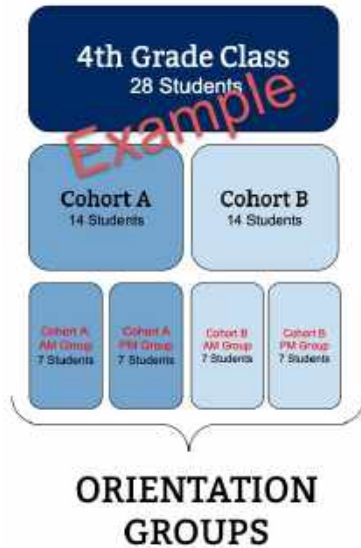 4th Grade Class
28 Students
Example
Cohort A
14 Students
Cohort B
14 Students
Cohort A
AM Group
7 Students
Cohort A
PM Group
7 Students
Cohort B
AM Group
7 Students
Cohort B
PM Group
7 Students
ORIENTATION
GROUPS